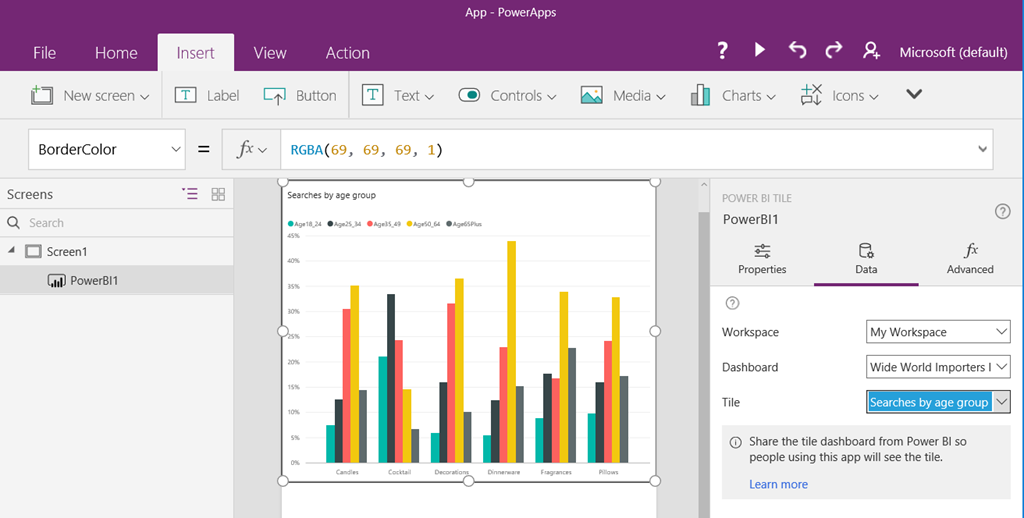 App - PowerApps
File Home Insert View Action ? Microsoft (default)
New screen Label Button Text Controls Media Charts Icons
BorderColor = fx RGBA(69, 69, 69, 1)
Screens
Search
Screen1
PowerBI1
Searches by age group
Age18_24 Age25_34 Age35_49 Age50_64 Age65Plus
45%
40%
35%
30%
25%
20%
15%
10%
5%
0%
Candles Cocktail Decorations Dinnerware Fragrances Pillows
POWER BI TILE
PowerBI1
?
Properties Data fx Advanced
?
Workspace My Workspace
Dashboard Wide World Importers I
Tile Searches by age group
Share the tile dashboard from Power BI so
people using this app will see the tile.
Learn more